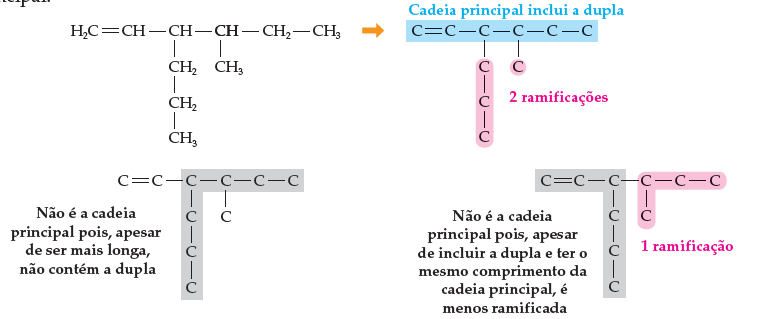 ncipal.
Cadeia principal inclui a dupla
H₂C=CH—CH—CH—CH₂—CH₃
C=C—C—C—C—C
CH₂ CH₃
C C
CH₂
C
2 ramificações
CH₃
C
C=C—C—C—C—C
C C
C
C
Não é a cadeia
principal pois, apesar
de ser mais longa,
não contém a dupla
C=C—C—C—C—C
C C
C
C
Não é a cadeia
principal pois, apesar
de incluir a dupla e ter o
mesmo comprimento da
cadeia principal, é
menos ramificada
1 ramificação